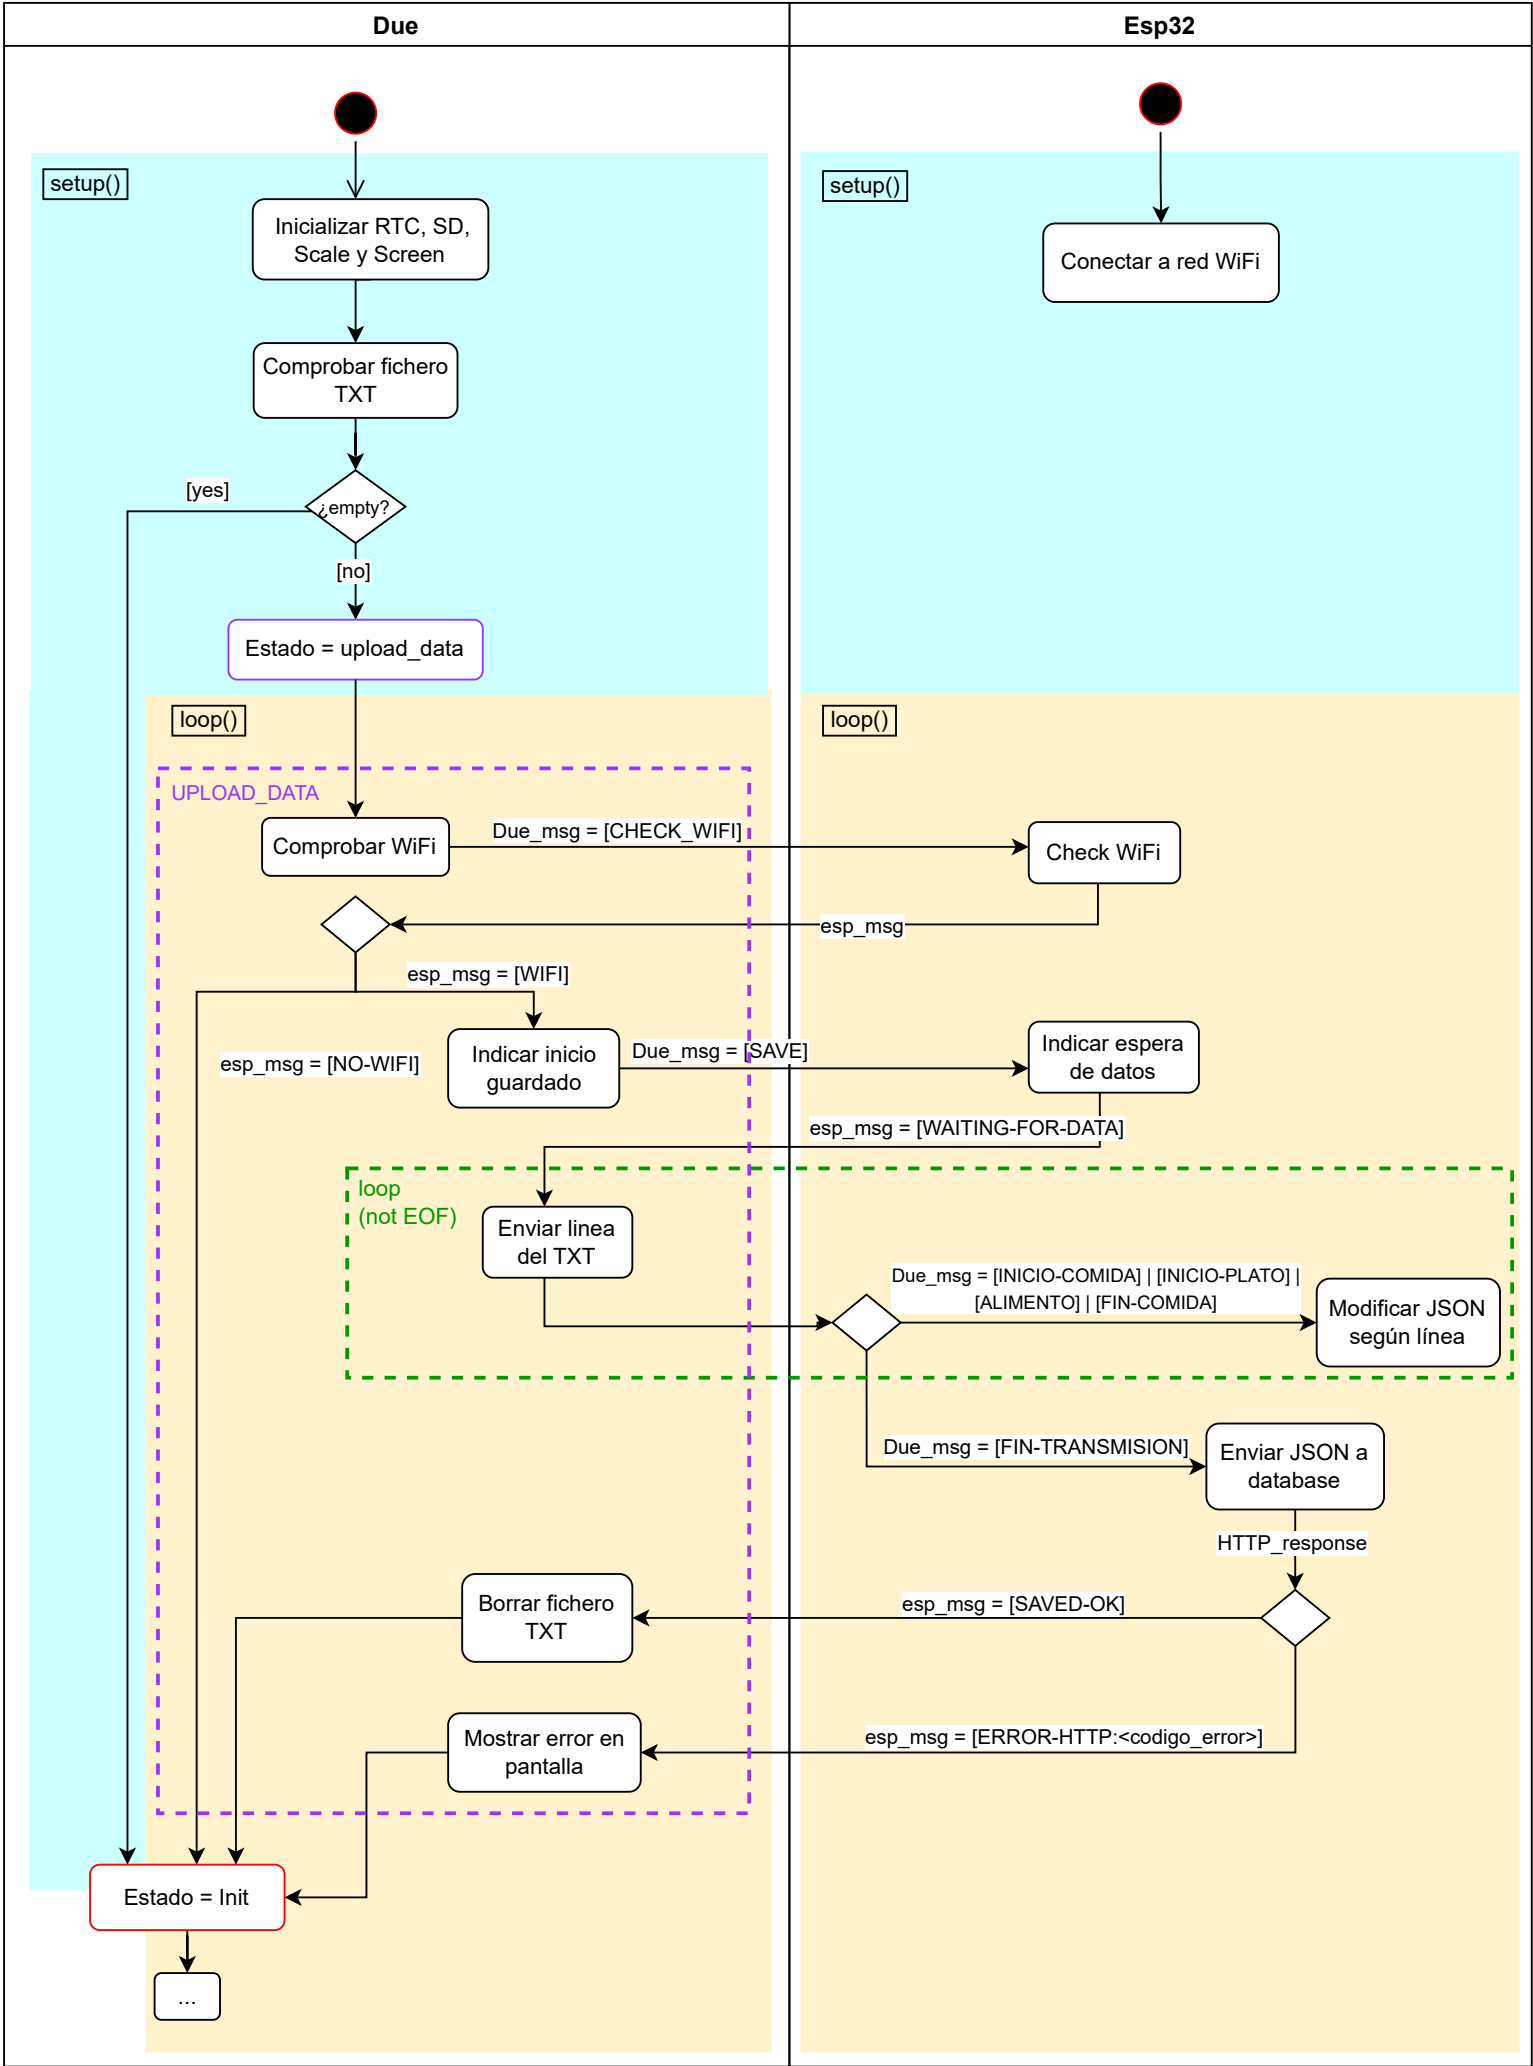 Due
Esp32
setup()
setup()
Inicializar RTC, SD,
Scale y Screen
Conectar a red WiFi
Comprobar fichero
TXT
[yes]
¿empty?
[no]
Estado = upload_data
loop()
loop()
UPLOAD_DATA
Comprobar WiFi
Due_msg = [CHECK_WIFI]
Check WiFi
esp_msg
esp_msg = [WIFI]
esp_msg = [NO-WIFI]
Indicar inicio
guardado
Due_msg = [SAVE]
Indicar espera
de datos
esp_msg = [WAITING-FOR-DATA]
loop
(not EOF)
Enviar linea
del TXT
Due_msg = [INICIO-COMIDA] | [INICIO-PLATO] |
[ALIMENTO] | [FIN-COMIDA]
Modificar JSON
según línea
Due_msg = [FIN-TRANSMISION]
Enviar JSON a
database
HTTP_response
Borrar fichero
TXT
esp_msg = [SAVED-OK]
Mostrar error en
pantalla
esp_msg = [ERROR-HTTP:<codigo_error>]
Estado = Init
...